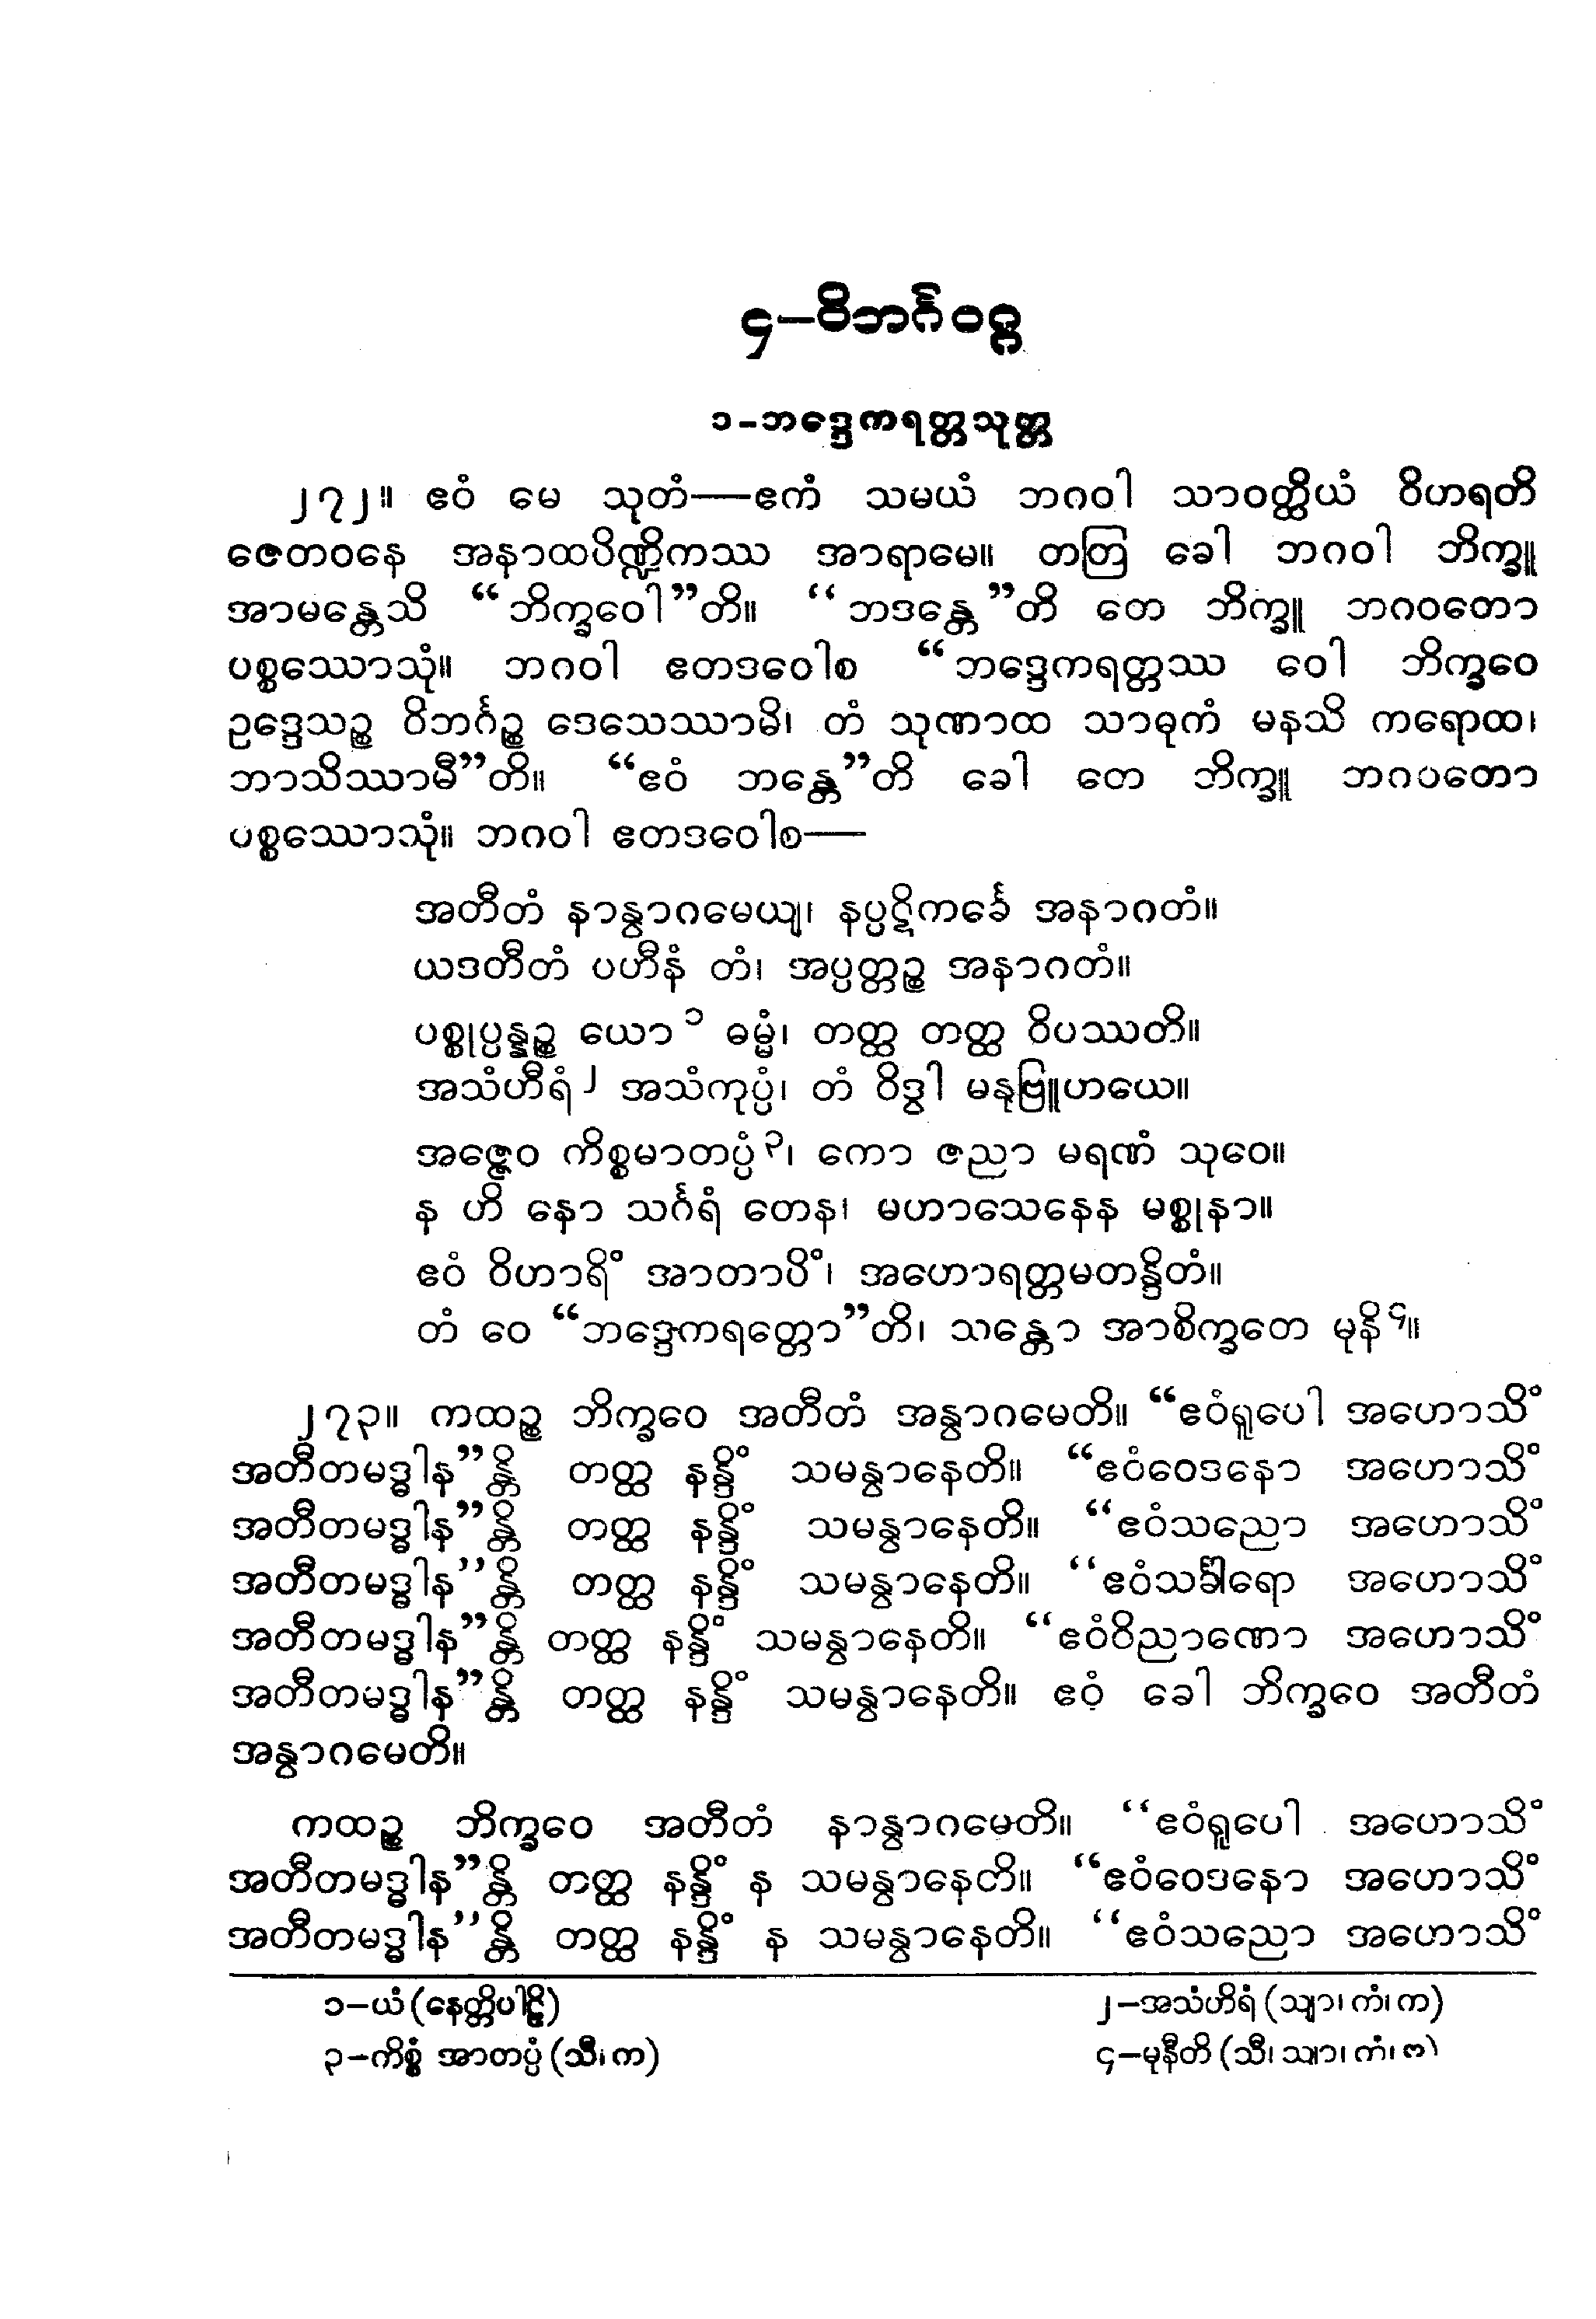 ၄–ဝိဘင်္ဂဝဂ္ဂ
၁-ဘဒ္ဒေကရတ္တသုတ္တ
၂၇၂။ ဧဝံ မေ သုတံ—ဧကံ သမယံ ဘဂဝါ သာဝတ္ထိယံ ဝိဟရတိ
ဇေတဝနေ အနာထပိဏ္ဍိကဿ အာရာမေ။ တတြ ခေါ ဘဂဝါ ဘိက္ခူ
အာမန္တေသိ “ဘိက္ခဝေါ”တိ။ “ဘဒန္တေ”တိ တေ ဘိက္ခူ ဘဂဝတော
ပစ္စဿောသုံ။ ဘဂဝါ ဧတဒဝေါစ “ဘဒ္ဒေကရတ္တဿ ဝေါ ဘိက္ခဝေ
ဥဒ္ဒေသဉ္စ ဝိဘင်္ဂဉ္စ ဒေသေဿာမိ၊ တံ သုဏာထ သာဓုကံ မနသိ ကရောထ၊
ဘာသိဿာမီ”တိ။ “ဧဝံ ဘန္တေ”တိ ခေါ တေ ဘိက္ခူ ဘဂဝတော
ပစ္စဿောသုံ။ ဘဂဝါ ဧတဒဝေါစ—
အတီတံ နာနွာဂမေယျ၊ နပ္ပဋိကင်္ခေ အနာဂတံ။
ယဒတီတံ ပဟီနံ တံ၊ အပ္ပတ္တဉ္စ အနာဂတံ။
ပစ္စုပ္ပန္နဉ္စ ယော ၁ ဓမ္မံ၊ တတ္ထ တတ္ထ ဝိပဿတိ။
အသံဟီရံ ၂ အသံကုပ္ပံ၊ တံ ဝိဒွါ မနုဗြူဟယေ။
အဇ္ဇေဝ ကိစ္စမာတပ္ပံ ၃၊ ကော ဇညာ မရဏံ သုဝေ။
န ဟိ နော သင်္ဂရံ တေန၊ မဟာသေနေန မစ္စုနာ။
ဧဝံ ဝိဟာရိံ အာတာပိံ၊ အဟောရတ္တမတန္ဒိတံ။
တံ ဝေ “ဘဒ္ဒေကရတ္တော”တိ၊ သန္တော အာစိက္ခတေ မုနိ ၄။
၂၇၃။ ကထဉ္စ ဘိက္ခဝေ အတီတံ အနွာဂမေတိ။ “ဧဝံရူပေါ အဟောသိံ
အတီတမဒ္ဓါန”န္တိ တတ္ထ နန္ဒိံ သမနွာနေတိ။ “ဧဝံဝေဒနော အဟောသိံ
အတီတမဒ္ဓါန”န္တိ တတ္ထ နန္ဒိံ သမနွာနေတိ။ “ဧဝံသညော အဟောသိံ
အတီတမဒ္ဓါန”န္တိ တတ္ထ နန္ဒိံ သမနွာနေတိ။ “ဧဝံသင်္ခါရော အဟောသိံ
အတီတမဒ္ဓါန”န္တိ တတ္ထ နန္ဒိံ သမနွာနေတိ။ “ဧဝံဝိညာဏော အဟောသိံ
အတီတမဒ္ဓါန”န္တိ တတ္ထ နန္ဒိံ သမနွာနေတိ။ ဧဝံ ခေါ ဘိက္ခဝေ အတီတံ
အနွာဂမေတိ။
ကထဉ္စ ဘိက္ခဝေ အတီတံ နာနွာဂမေတိ။ “ဧဝံရူပေါ အဟောသိံ
အတီတမဒ္ဓါန”န္တိ တတ္ထ နန္ဒိံ န သမနွာနေတိ။ “ဧဝံဝေဒနော အဟောသိံ
အတီတမဒ္ဓါန”န္တိ တတ္ထ နန္ဒိံ န သမနွာနေတိ။ “ဧဝံသညော အဟောသိံ
၁–ယံ (နေတ္တိပါဠိ) ၂–အသံဟိရံ (သျာ၊ ကံ၊ က)
၃–ကိစ္စံ အာတပ္ပံ (သီ၊ က) ၄–မုနီတိ (သီ၊ သျာ၊ ကံ၊